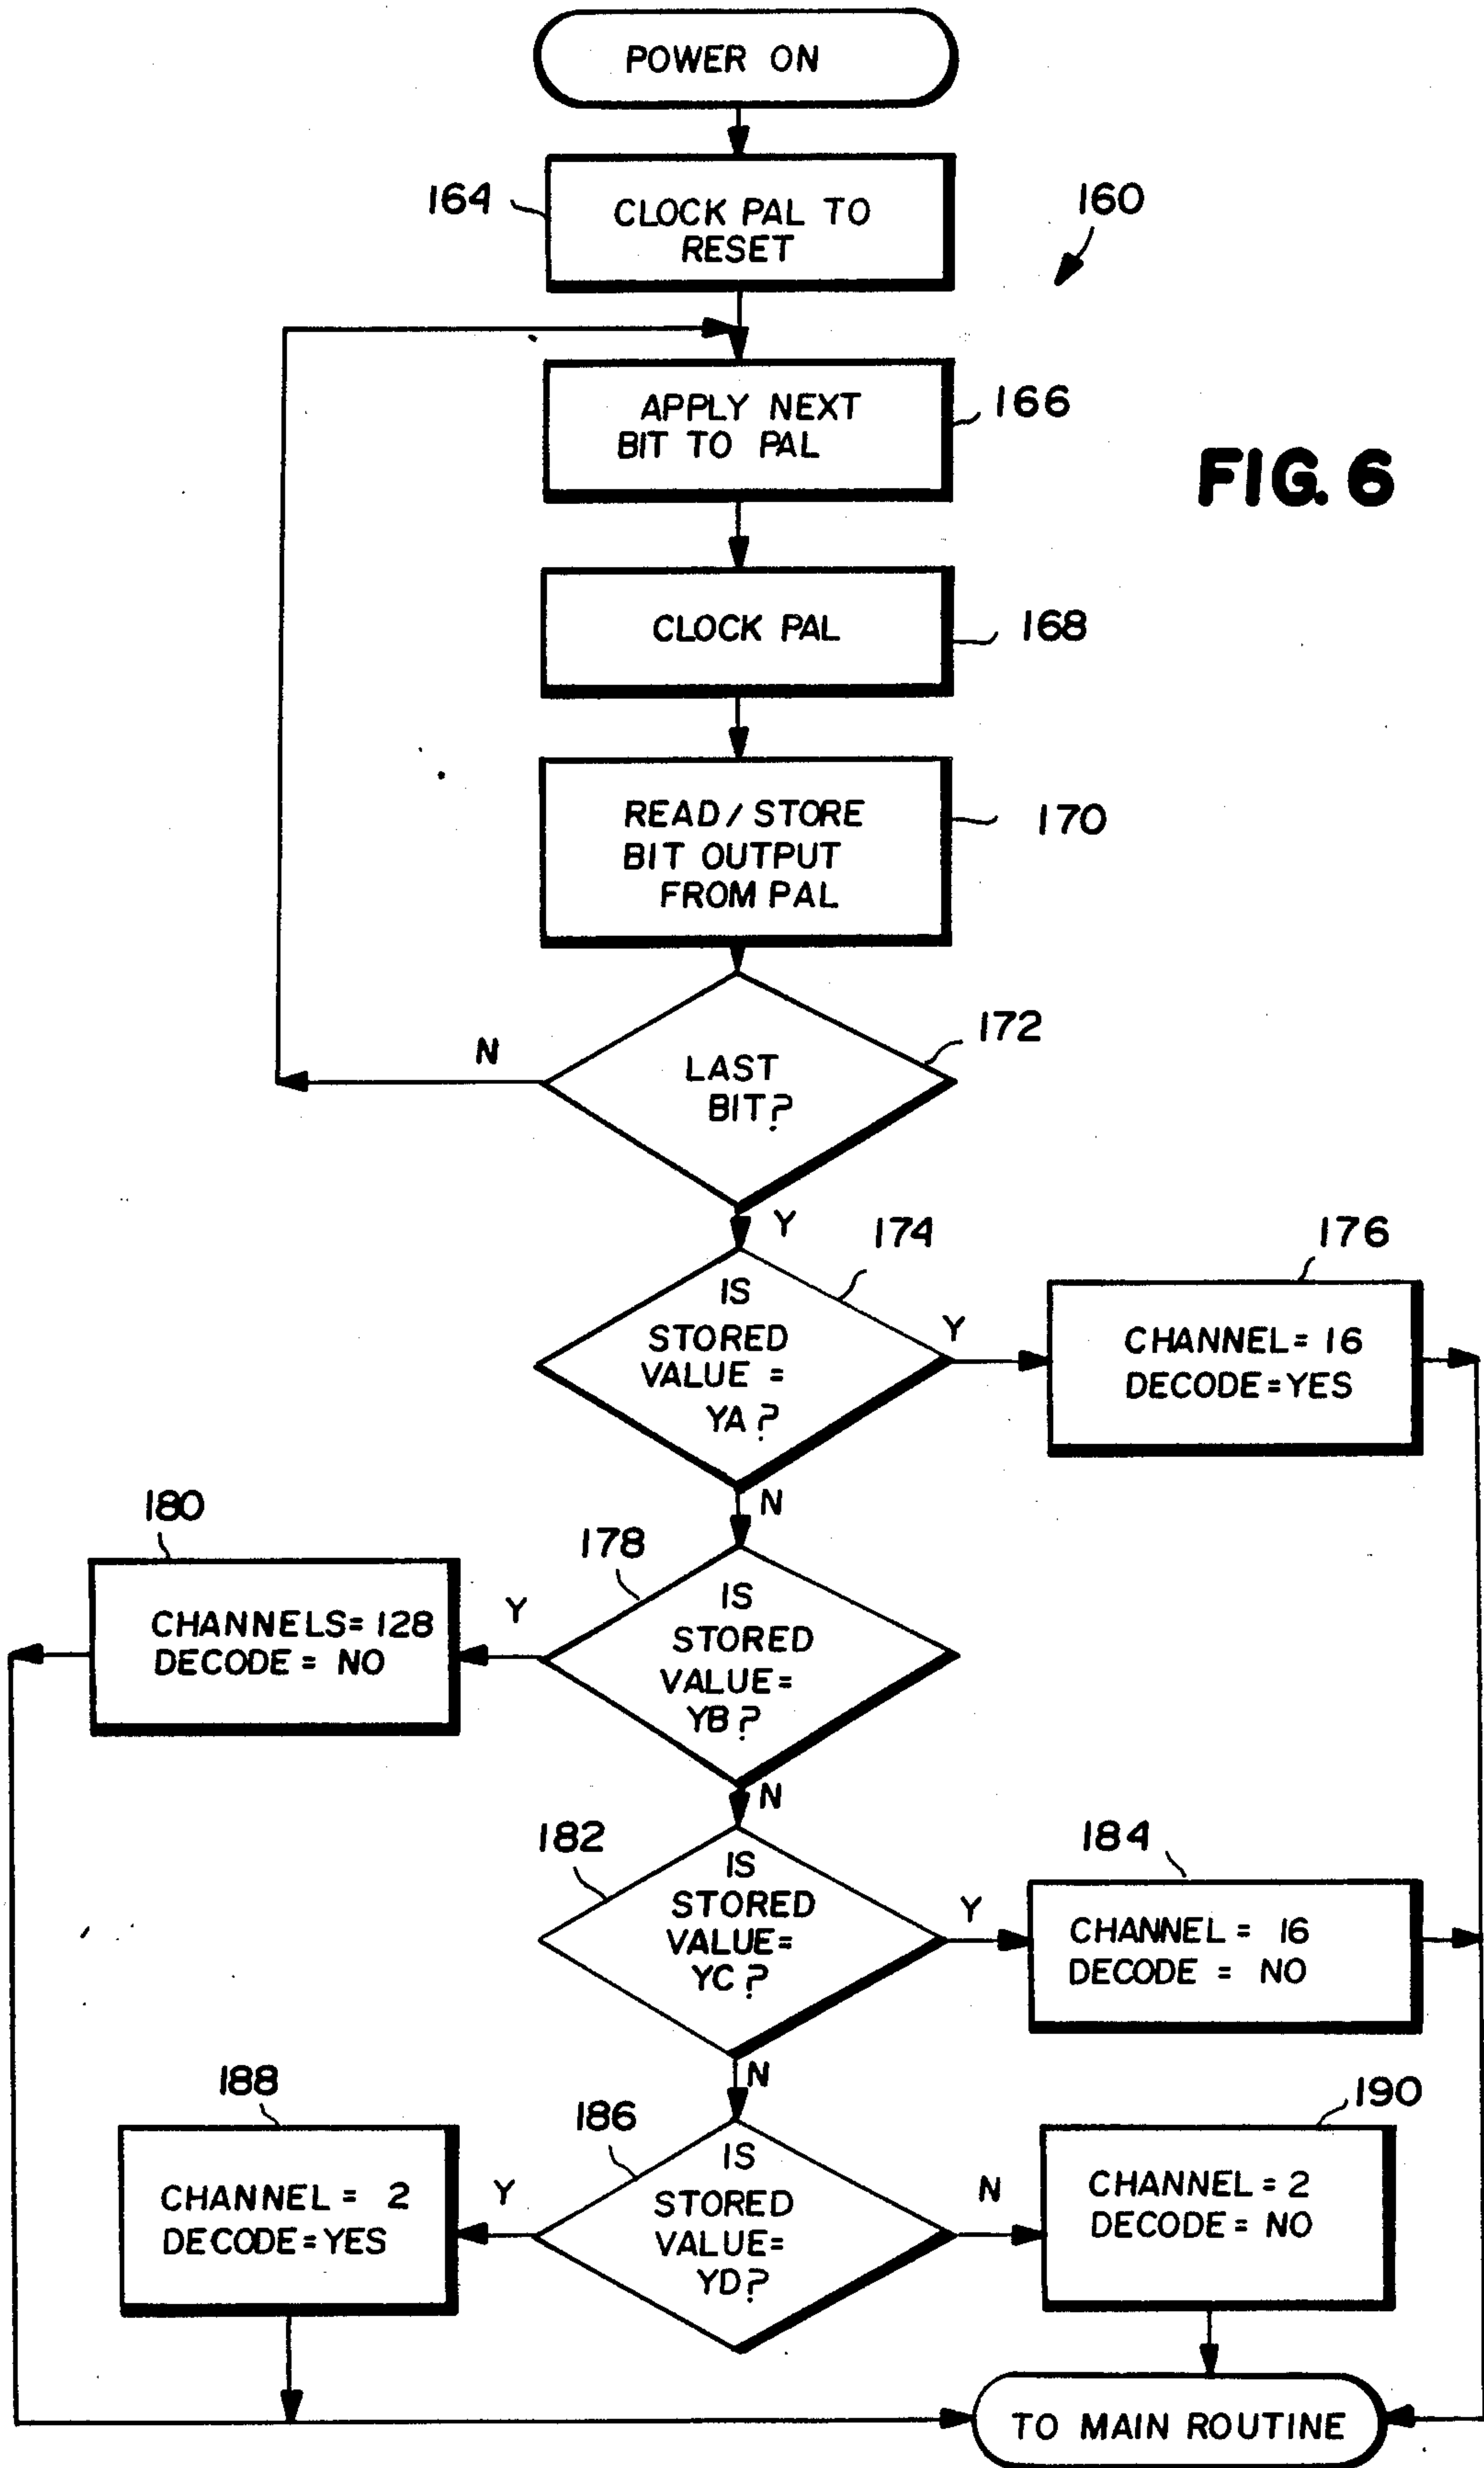 POWER ON
164
CLOCK PAL TO
RESET
160
APPLY NEXT
BIT TO PAL
166
FIG. 6
CLOCK PAL
168
READ/STORE
BIT OUTPUT
FROM PAL
170
172
N
LAST
BIT?
Y
174
176
IS
STORED
VALUE =
YA?
Y
CHANNEL= 16
DECODE=YES
N
180
178
CHANNELS= 128
DECODE = NO
Y
IS
STORED
VALUE=
YB?
N
182
184
IS
STORED
VALUE=
YC?
Y
CHANNEL = 16
DECODE = NO
N
188
186
190
CHANNEL = 2
DECODE=YES
Y
IS
STORED
VALUE=
YD?
N
CHANNEL=2
DECODE= NO
TO MAIN ROUTINE